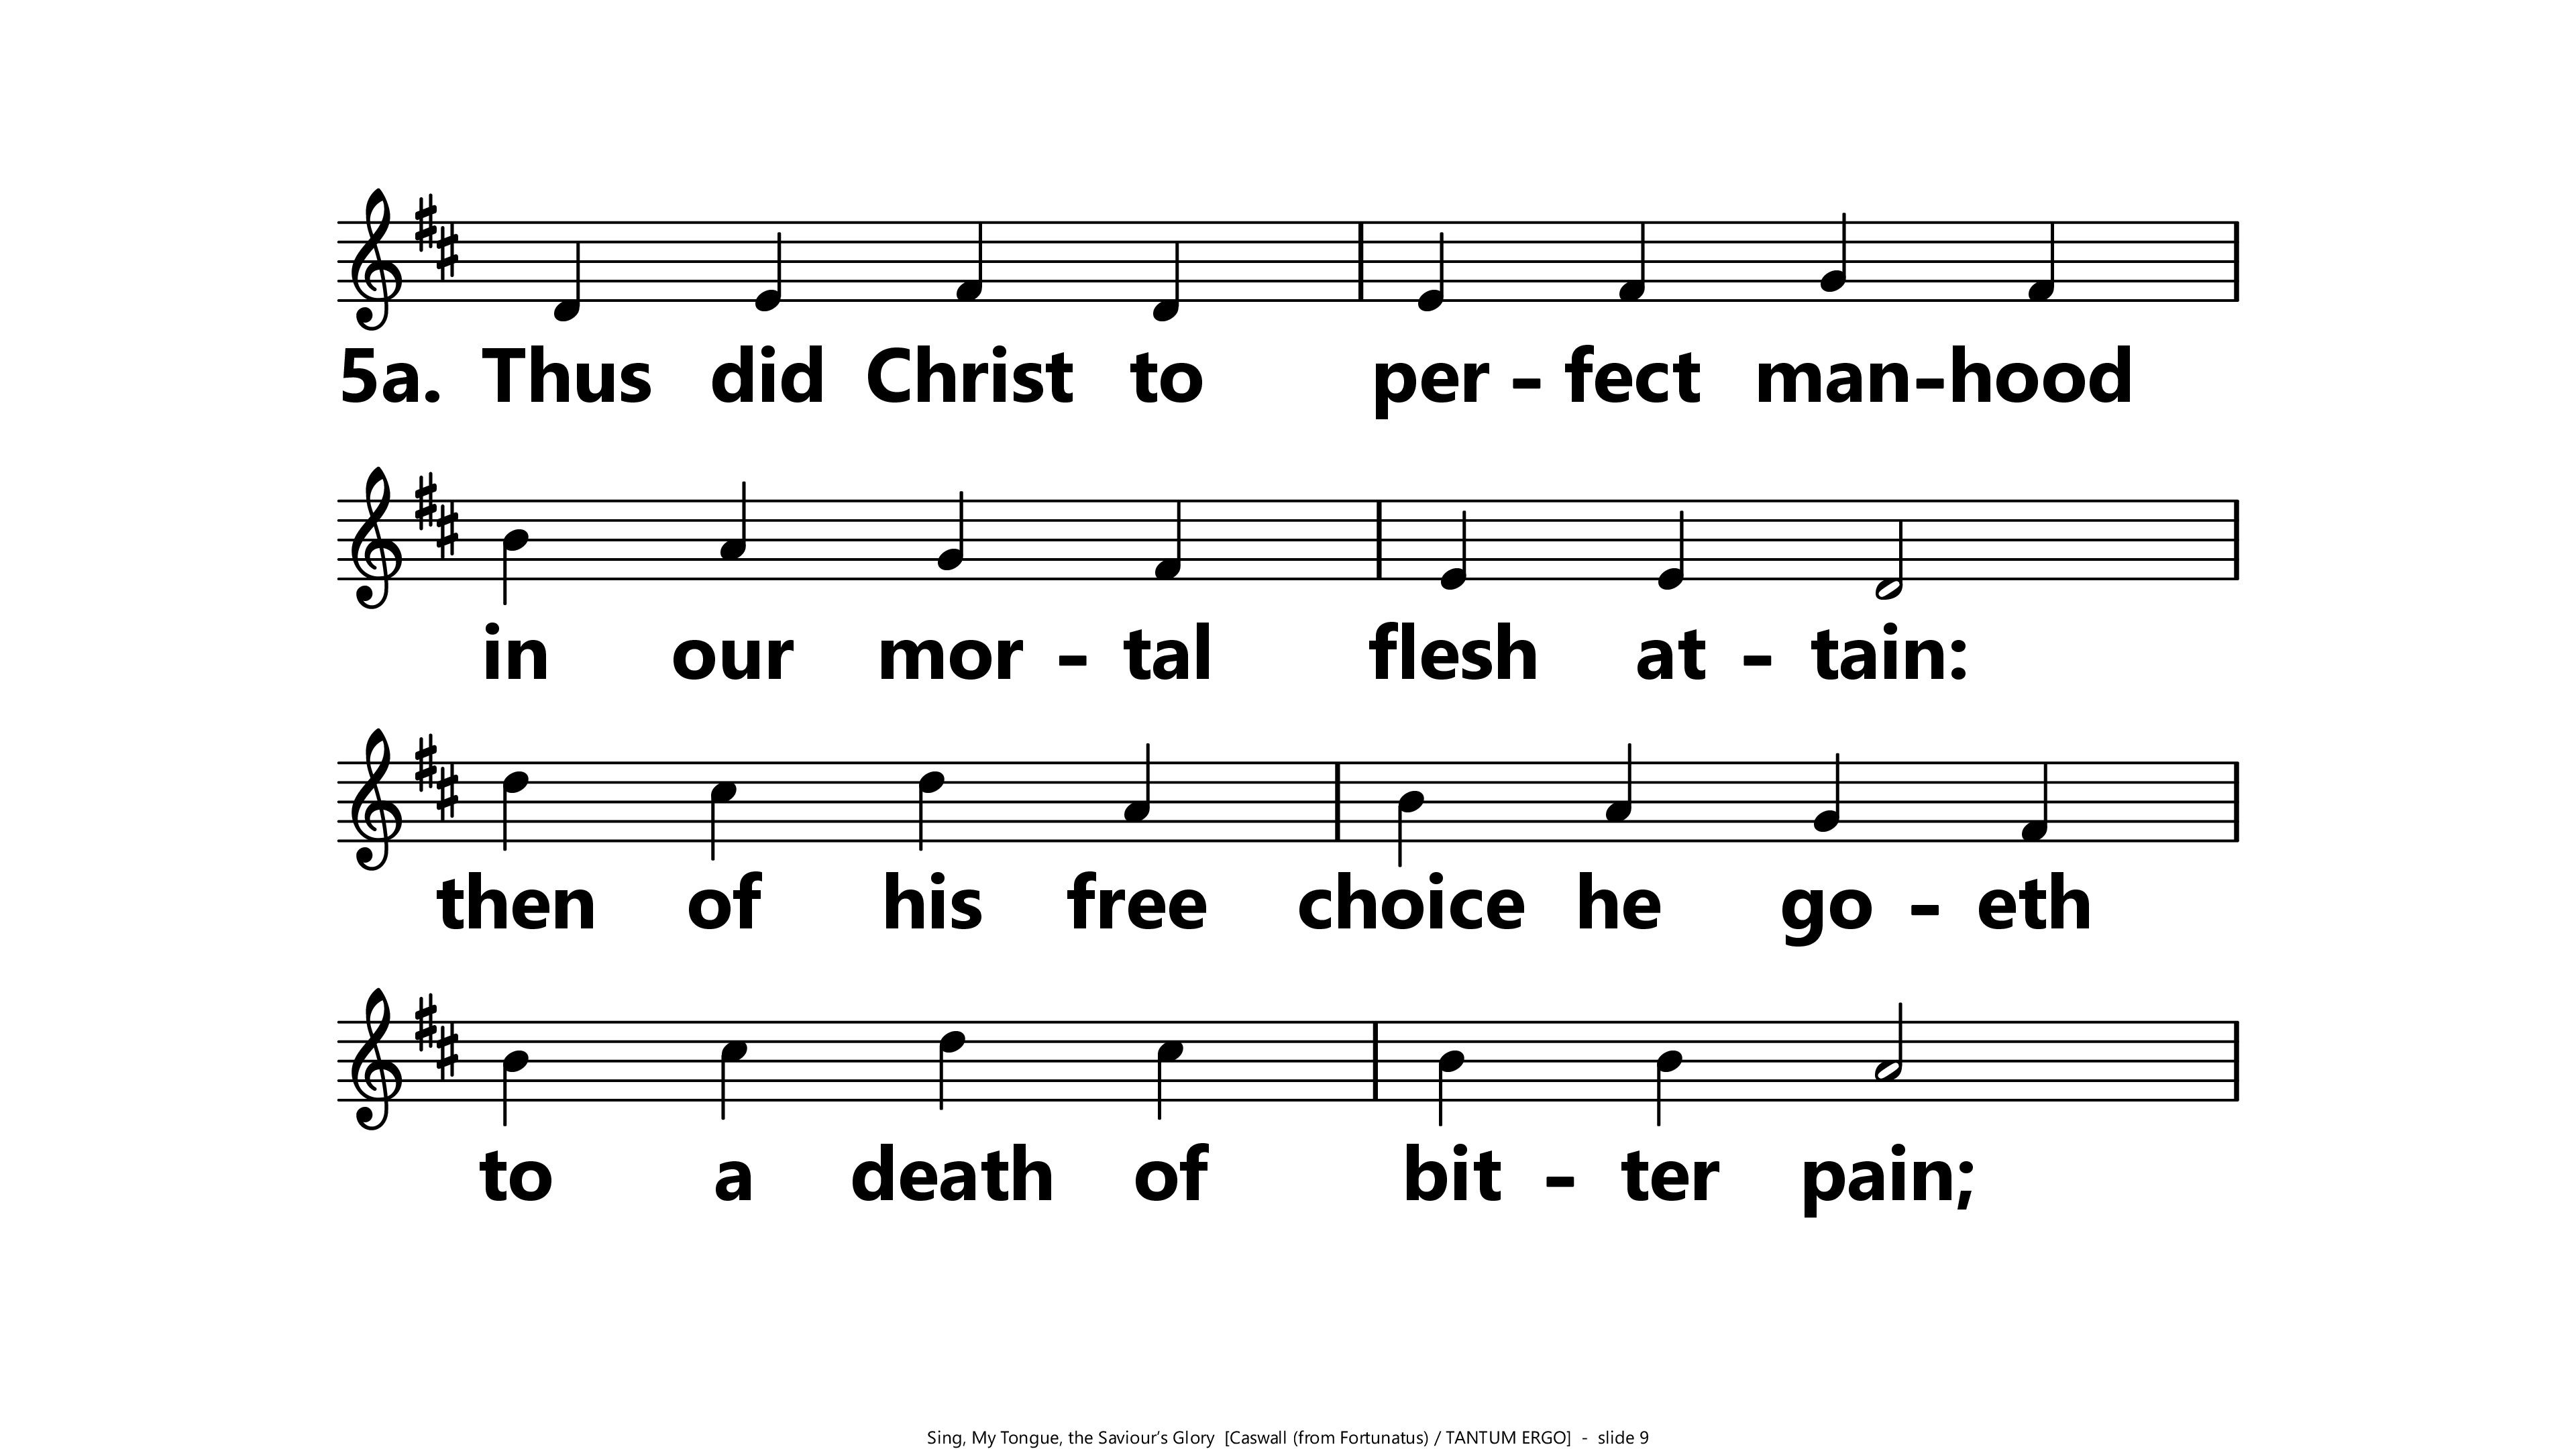 5a. Thus did Christ to per - fect man-hood
in our mor - tal flesh at - tain:
then of his free choice he go - eth
to a death of bit - ter pain;
Sing, My Tongue, the Saviour’s Glory [Caswall (from Fortunatus) / TANTUM ERGO] - slide 9